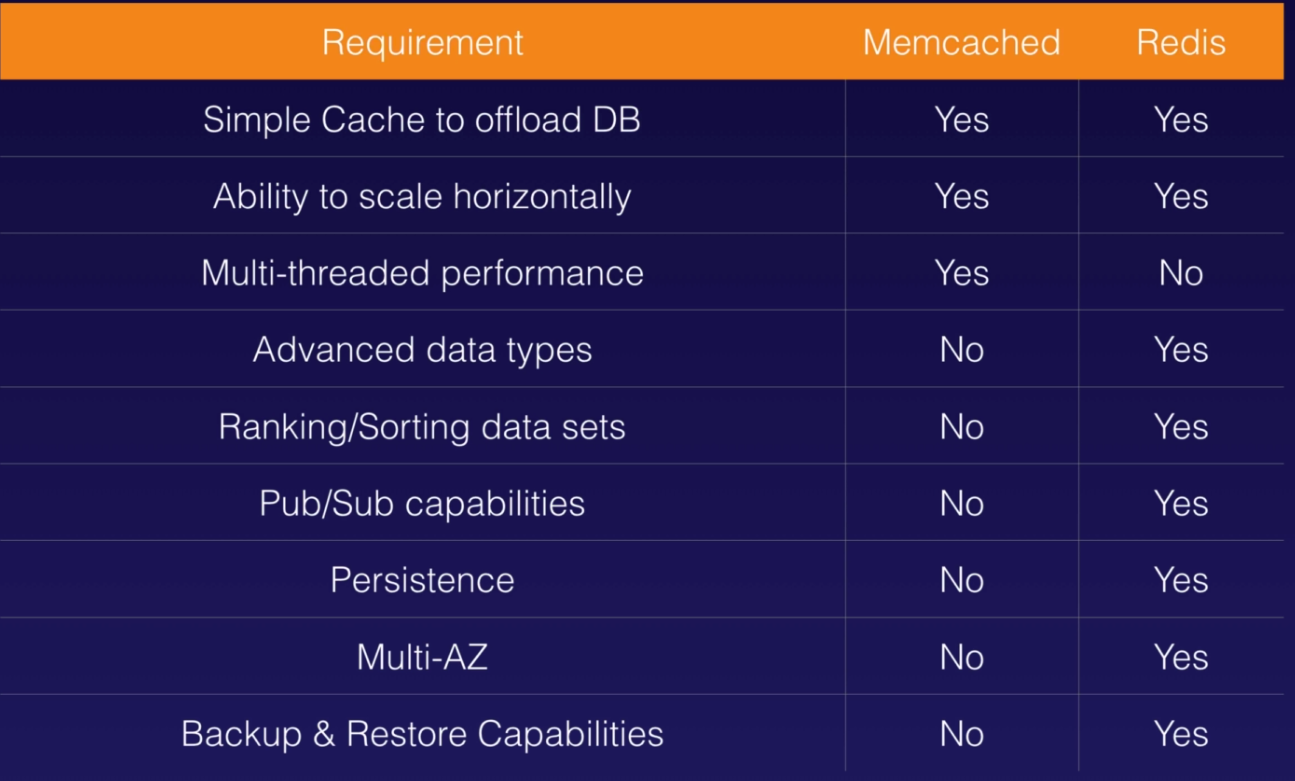 Requirement Memcached Redis
Simple Cache to offload DB Yes Yes
Ability to scale horizontally Yes Yes
Multi-threaded performance Yes No
Advanced data types No Yes
Ranking/Sorting data sets No Yes
Pub/Sub capabilities No Yes
Persistence No Yes
Multi-AZ No Yes
Backup & Restore Capabilities No Yes